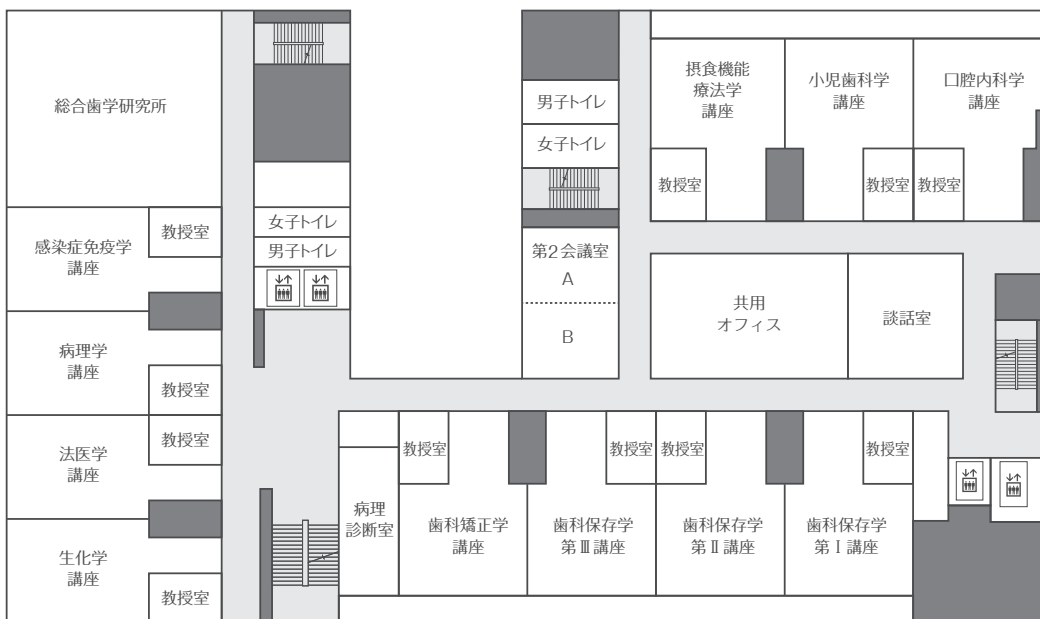 総合歯学研究所
感染症免疫学
講座
教授室
病理学
講座
教授室
法医学
講座
教授室
生化学
講座
教授室
女子トイレ
男子トイレ
男子トイレ
女子トイレ
第2会議室
A
B
摂食機能
療法学
講座
教授室
小児歯科学
講座
教授室
口腔内科学
講座
教授室
共用
オフィス
談話室
病理
診断室
教授室
歯科矯正学
講座
教授室
歯科保存学
第Ⅲ講座
教授室
歯科保存学
第Ⅱ講座
教授室
歯科保存学
第Ⅰ講座